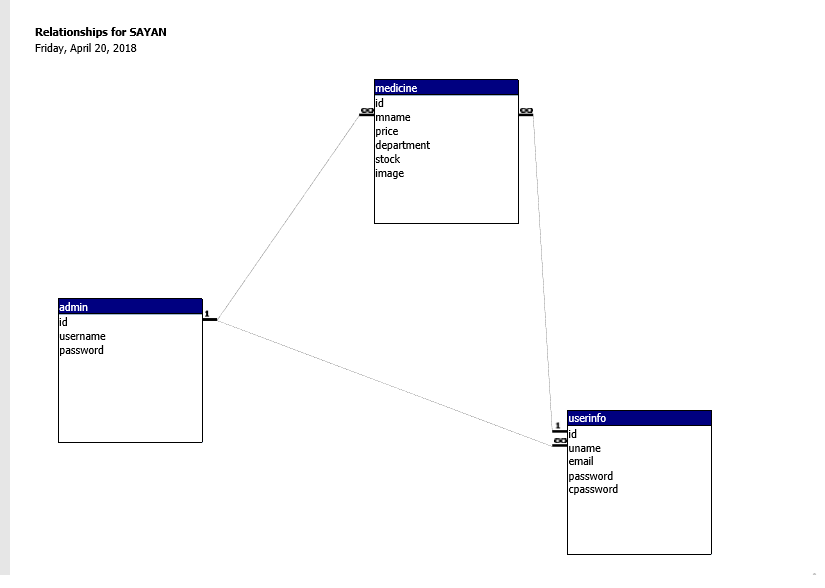 Relationships for SAYAN
Friday, April 20, 2018
medicine
∞
∞
id
mname
price
department
stock
image
admin
1
id
username
password
userinfo
1
∞
id
uname
email
password
cpassword